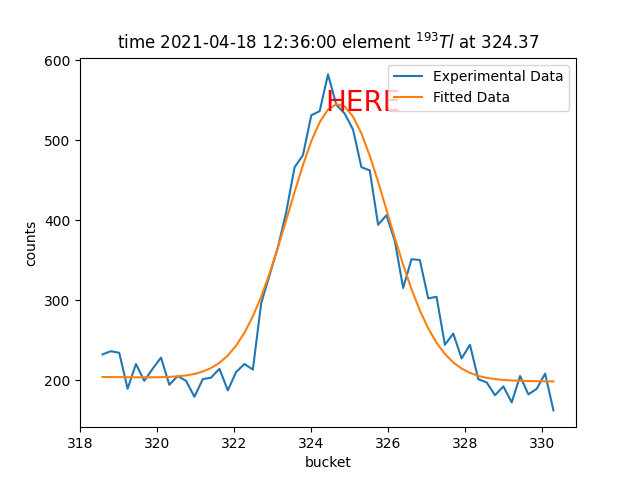 time 2021-04-18 12:36:00 element ¹⁹³Tl at 324.37
600
500
400
300
200
counts
HERE
Experimental Data
Fitted Data
318 320 322 324 326 328 330
bucket